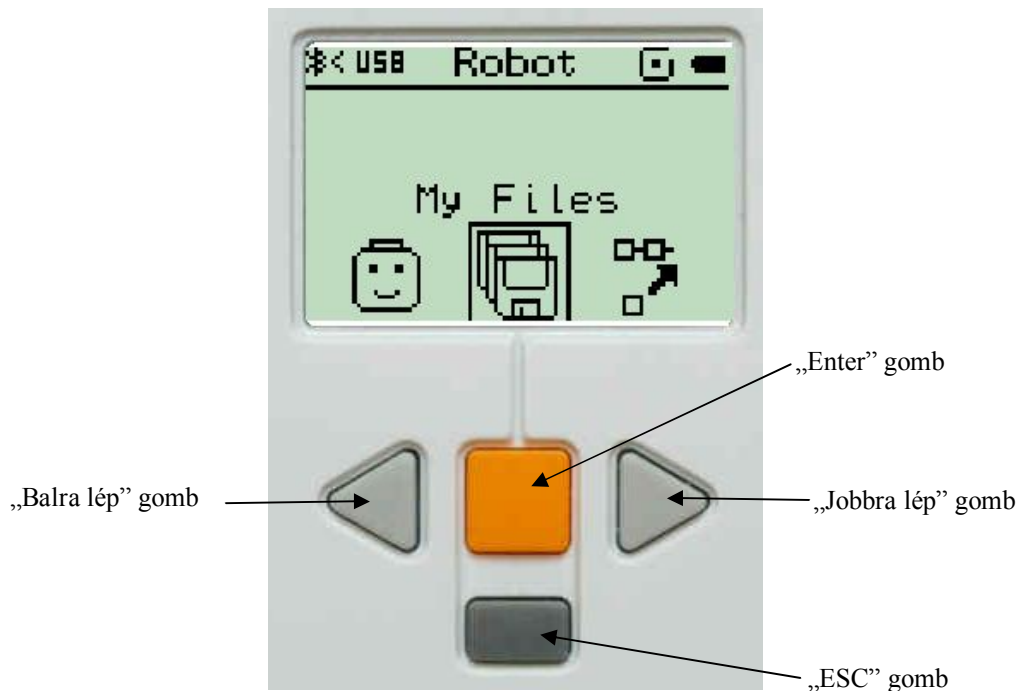 USB Robot
My Files
„Enter” gomb
„Balra lép” gomb
„Jobbra lép” gomb
„ESC” gomb